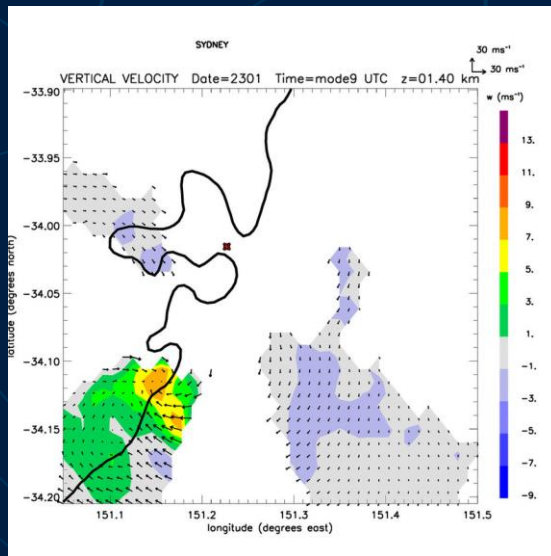 SYDNEY
30 ms⁻¹
30 ms⁻¹
VERTICAL VELOCITY Date=2301 Time=mode9 UTC z=01.40 km
w (ms⁻¹)
-33.90
-33.95
-34.00
-34.05
-34.10
-34.15
-34.20
latitude (degrees north)
13.
11.
9.
7.
5.
3.
1.
-1.
-3.
-5.
-7.
-9.
151.1 151.2 151.3 151.4 151.5
longitude (degrees east)